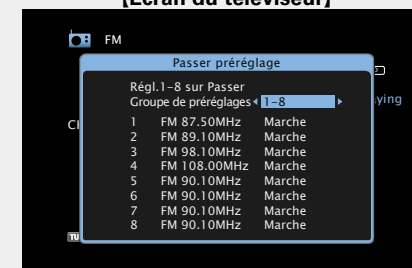 [Écran du téléviseur]
FM
Passer préréglage
Régl.1-8 sur Passer
Groupe de préréglages 1-8
ying
1 FM 87.50MHz Marche
2 FM 89.10MHz Marche
3 FM 98.10MHz Marche
4 FM 108.00MHz Marche
5 FM 90.10MHz Marche
6 FM 90.10MHz Marche
7 FM 90.10MHz Marche
8 FM 90.10MHz Marche
TU